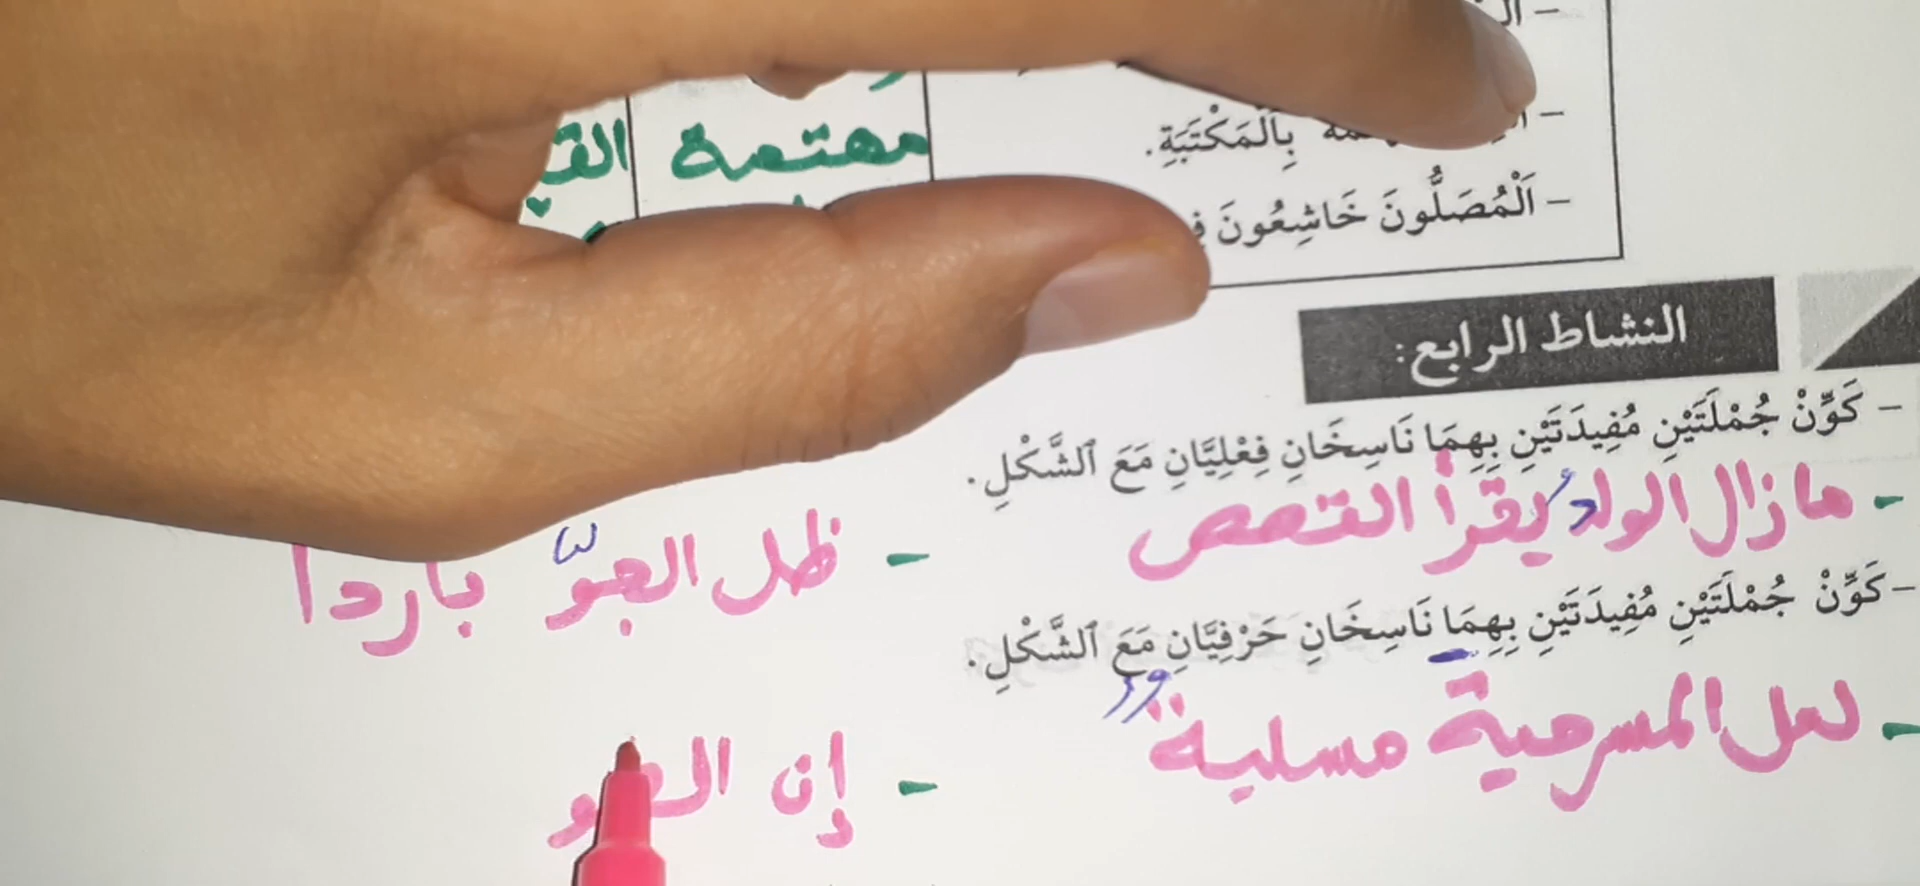 بِالْمَكْتَبَةِ.
مهتمة
– اَلْمُصَلُّونَ خَاشِعُونَ
النشاط الرابع:
– كَوِّنْ جُمْلَتَيْنِ مُفِيدَتَيْنِ بِهِمَا نَاسِخَانِ فِعْلِيَّانِ مَعَ ٱلشَّكْلِ.
- ما زال الولدُ يقرأ القصص
- ظل الجوُّ باردا
– كَوِّنْ جُمْلَتَيْنِ مُفِيدَتَيْنِ بِهِمَا نَاسِخَانِ حَرْفِيَّانِ مَعَ ٱلشَّكْلِ.
- لعل المسرحيةَ مسليةٌ
- إن